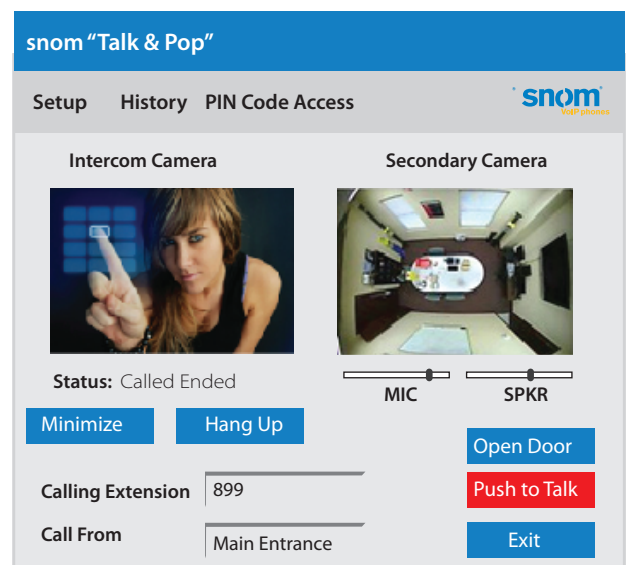 snom “Talk & Pop”
Setup History PIN Code Access
snom
VoIP phones
Intercom Camera Secondary Camera
Status: Called Ended
MIC SPKR
Minimize Hang Up
Open Door
Calling Extension 899 Push to Talk
Call From Main Entrance Exit